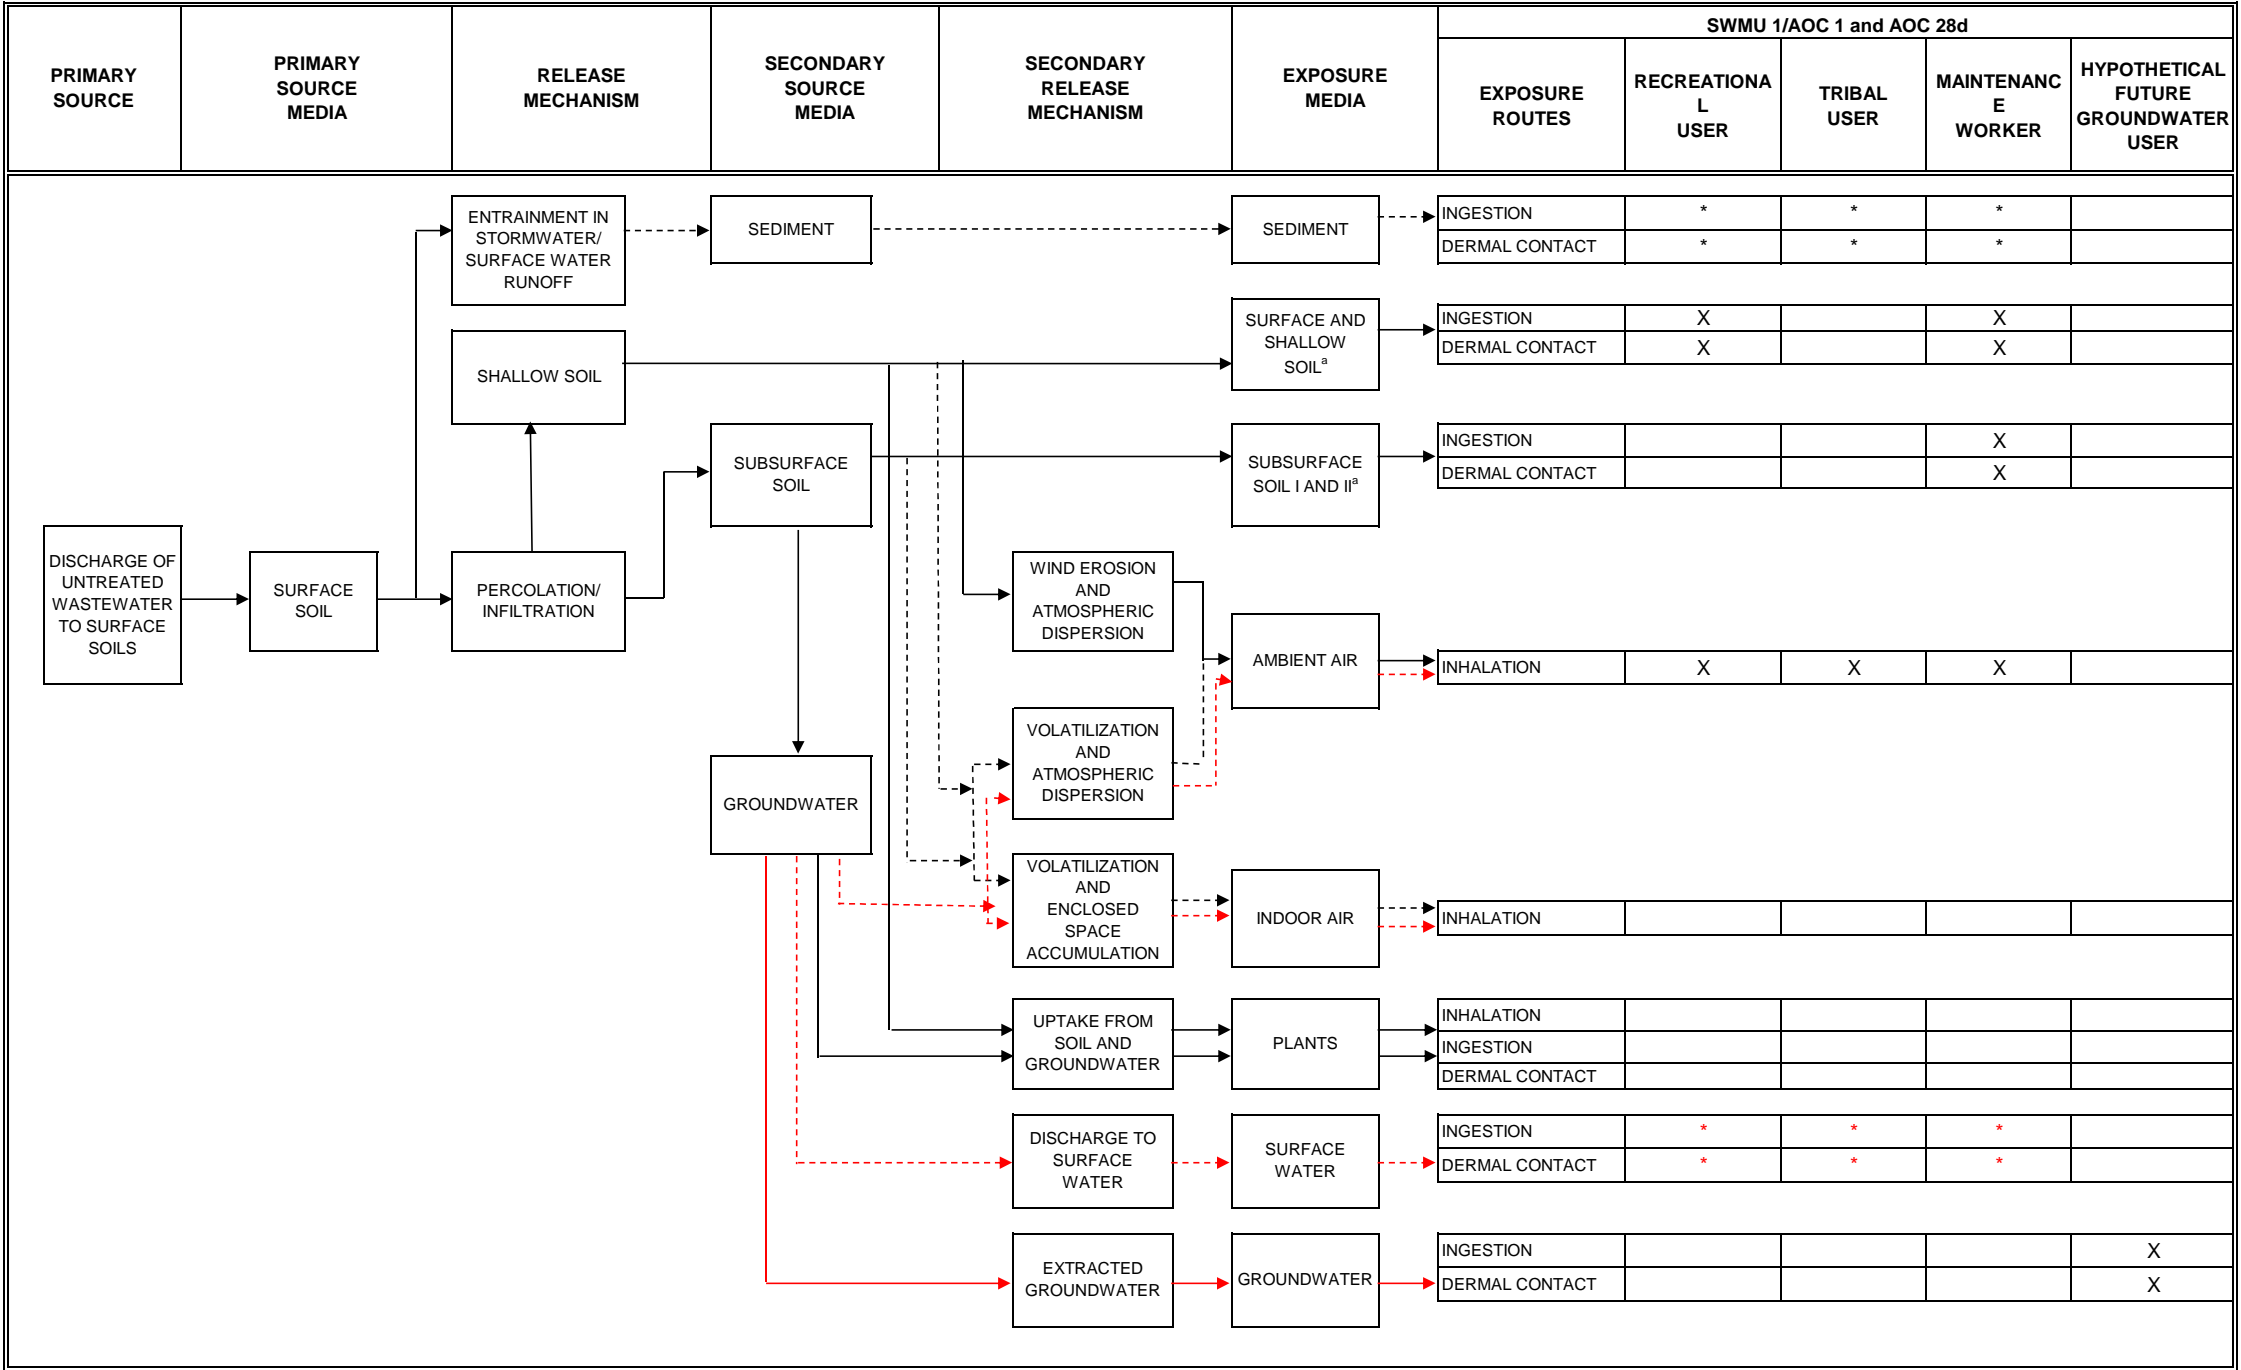 SWMU 1/AOC 1 and AOC 28d
PRIMARY
SOURCE
PRIMARY
SOURCE
MEDIA
RELEASE
MECHANISM
SECONDARY
SOURCE
MEDIA
SECONDARY
RELEASE
MECHANISM
EXPOSURE
MEDIA
EXPOSURE
ROUTES
RECREATIONA
L
USER
TRIBAL
USER
MAINTENANC
E
WORKER
HYPOTHETICAL
FUTURE
GROUNDWATER
USER
ENTRAINMENT IN
STORMWATER/
SURFACE WATER
RUNOFF
SEDIMENT
SEDIMENT
INGESTION * * *
DERMAL CONTACT * * *
SHALLOW SOIL
SURFACE AND
SHALLOW
SOILa
INGESTION X X
DERMAL CONTACT X X
SUBSURFACE
SOIL
SUBSURFACE
SOIL I AND IIa
INGESTION X
DERMAL CONTACT X
DISCHARGE OF
UNTREATED
WASTEWATER
TO SURFACE
SOILS
SURFACE
SOIL
PERCOLATION/
INFILTRATION
WIND EROSION
AND
ATMOSPHERIC
DISPERSION
AMBIENT AIR
INHALATION X X X
VOLATILIZATION
AND
ATMOSPHERIC
DISPERSION
GROUNDWATER
VOLATILIZATION
AND
ENCLOSED
SPACE
ACCUMULATION
INDOOR AIR
INHALATION
UPTAKE FROM
SOIL AND
GROUNDWATER
PLANTS
INHALATION
INGESTION
DERMAL CONTACT
DISCHARGE TO
SURFACE
WATER
SURFACE
WATER
INGESTION * * *
DERMAL CONTACT * * *
EXTRACTED
GROUNDWATER
GROUNDWATER
INGESTION X
DERMAL CONTACT X